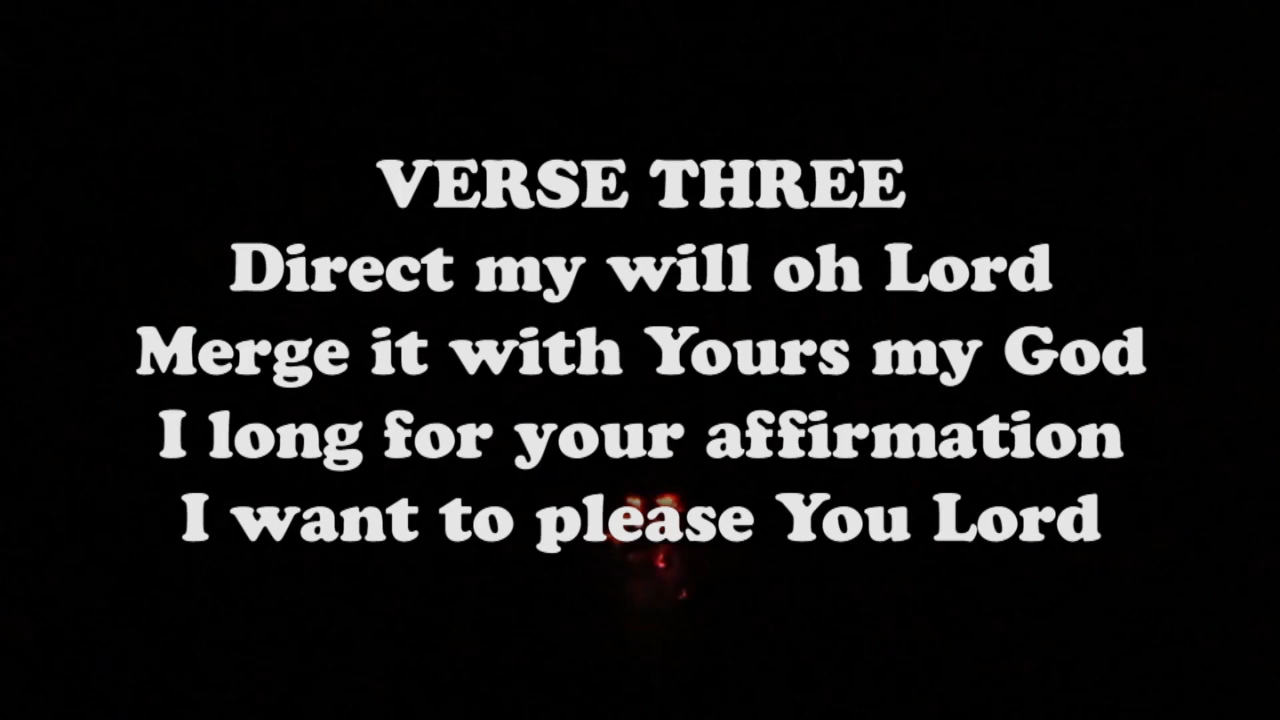 VERSE THREE
Direct my will oh Lord
Merge it with Yours my God
I long for your affirmation
I want to please You Lord